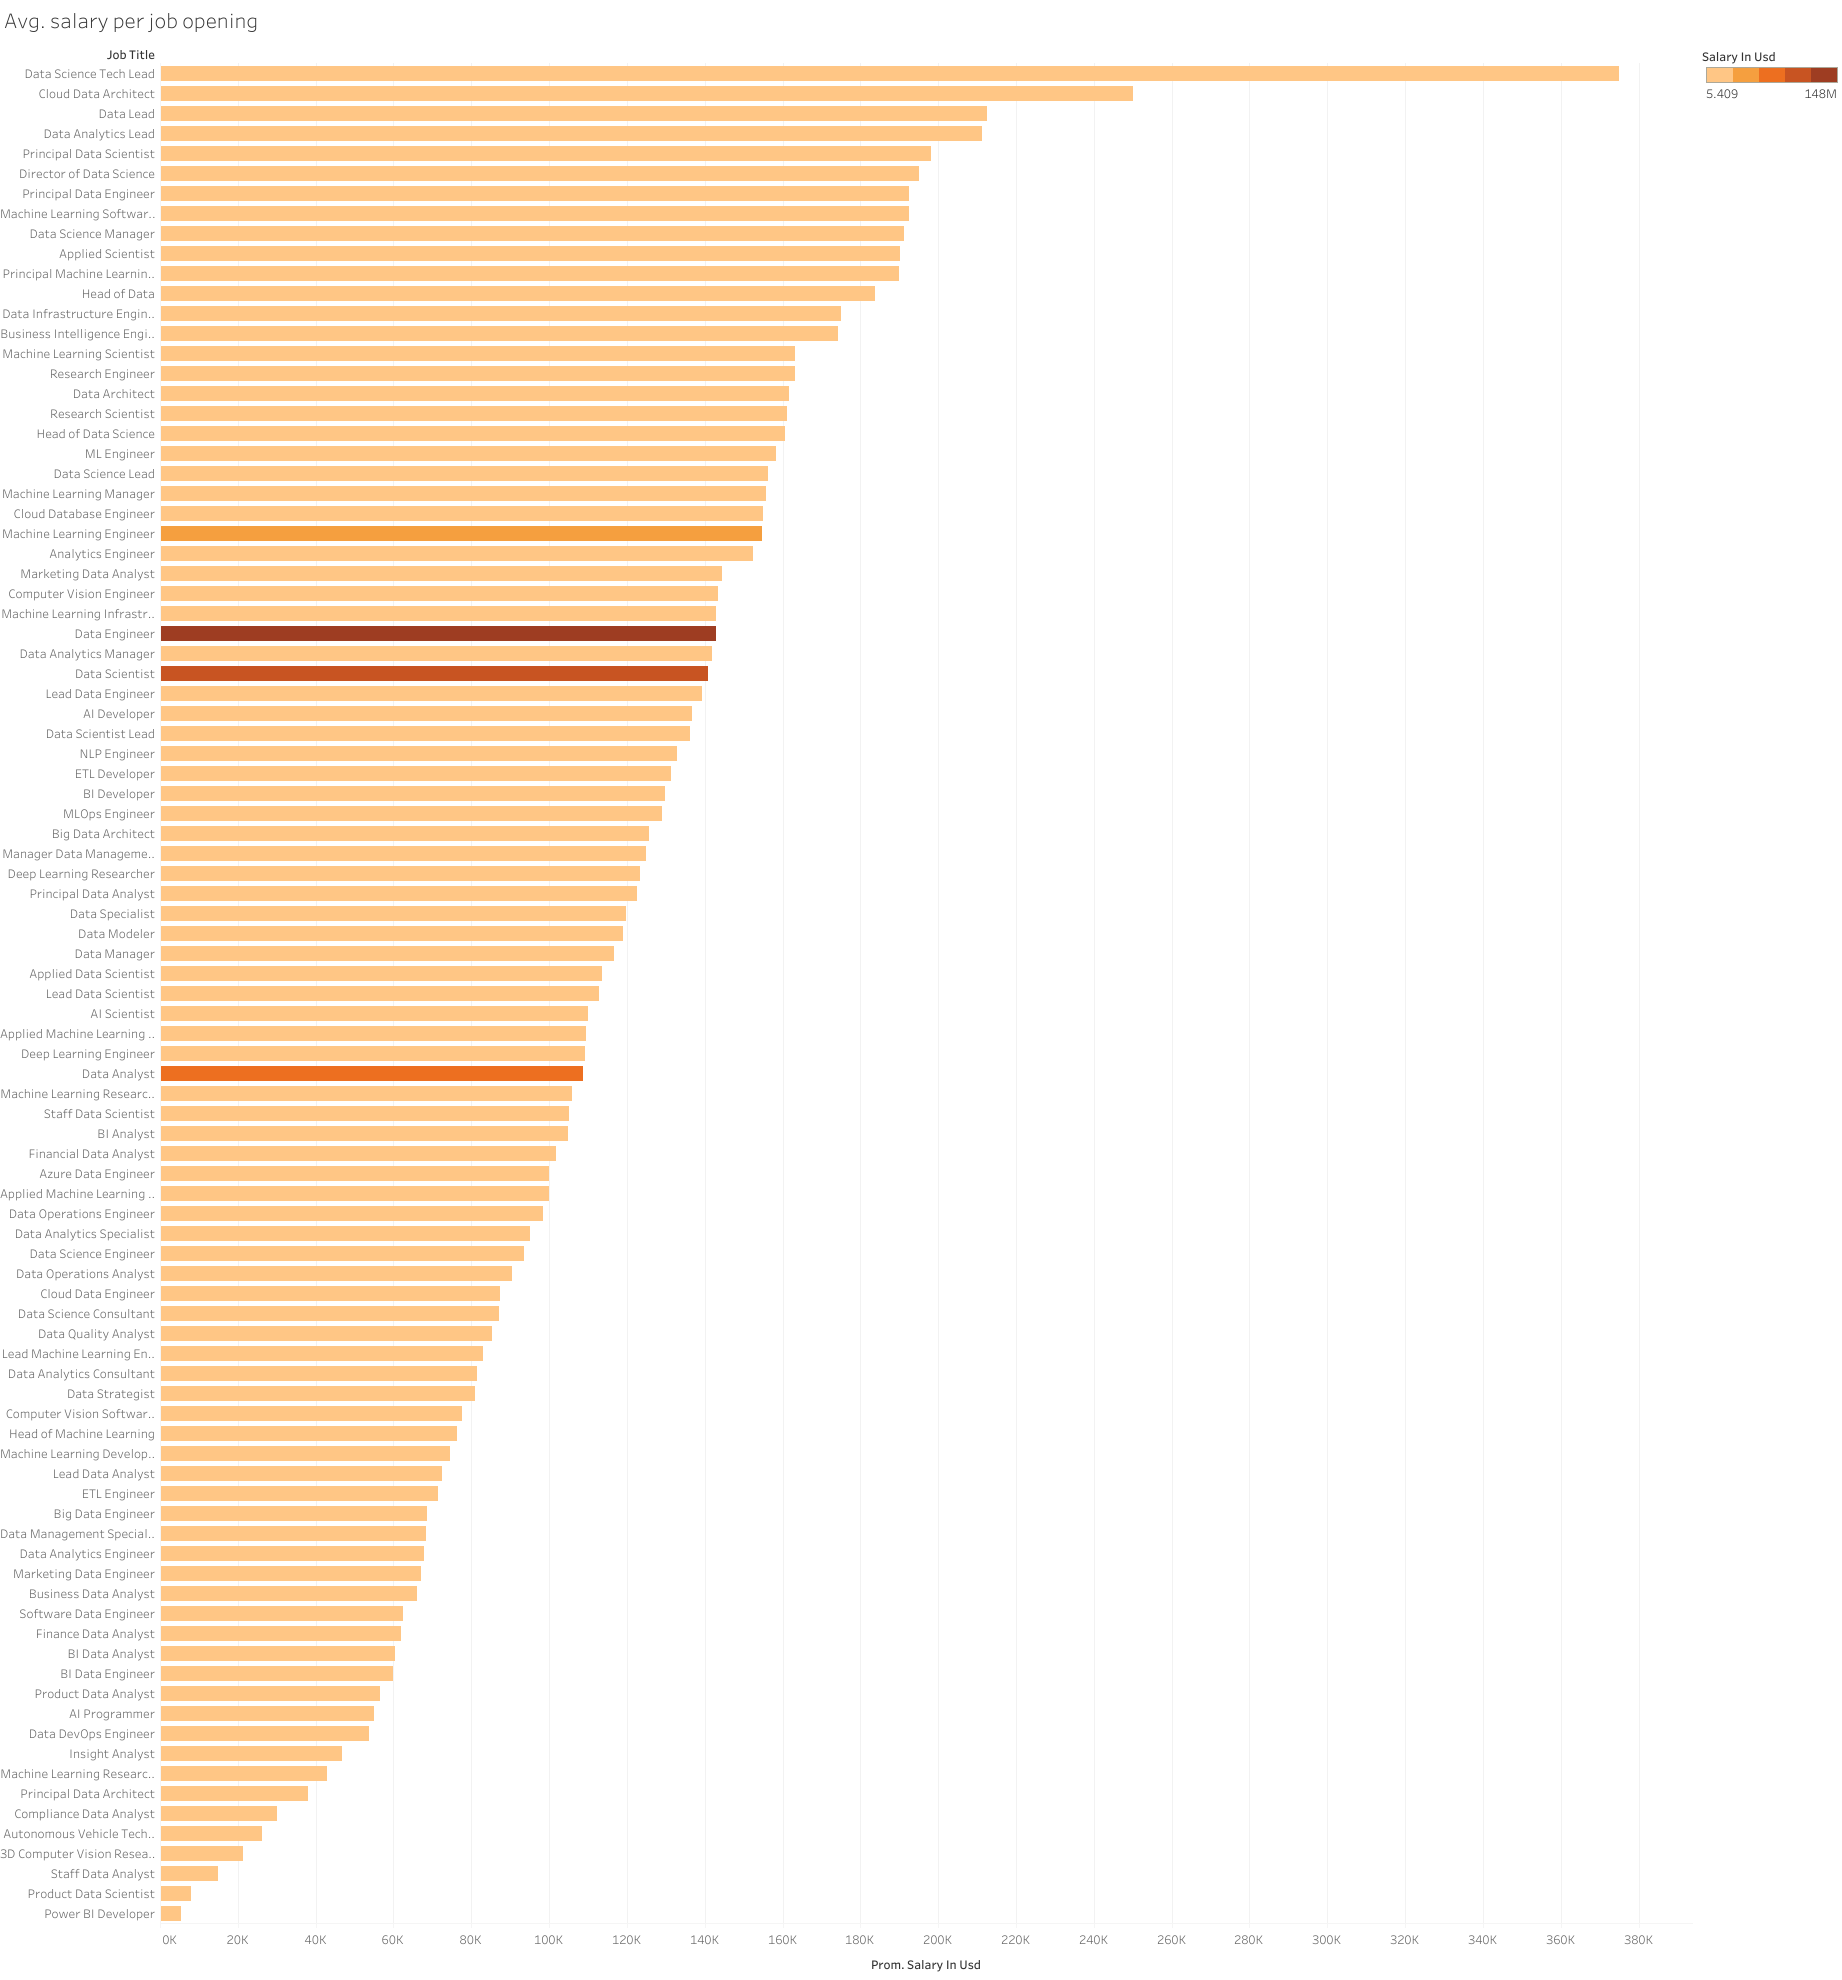 Avg. salary per job opening
Job Title
Salary In Usd
5.409 148M
Data Science Tech Lead
Cloud Data Architect
Data Lead
Data Analytics Lead
Principal Data Scientist
Director of Data Science
Principal Data Engineer
Machine Learning Softwar..
Data Science Manager
Applied Scientist
Principal Machine Learnin..
Head of Data
Data Infrastructure Engin..
Business Intelligence Engi..
Machine Learning Scientist
Research Engineer
Data Architect
Research Scientist
Head of Data Science
ML Engineer
Data Science Lead
Machine Learning Manager
Cloud Database Engineer
Machine Learning Engineer
Analytics Engineer
Marketing Data Analyst
Computer Vision Engineer
Machine Learning Infrastr..
Data Engineer
Data Analytics Manager
Data Scientist
Lead Data Engineer
AI Developer
Data Scientist Lead
NLP Engineer
ETL Developer
BI Developer
MLOps Engineer
Big Data Architect
Manager Data Manageme..
Deep Learning Researcher
Principal Data Analyst
Data Specialist
Data Modeler
Data Manager
Applied Data Scientist
Lead Data Scientist
AI Scientist
Applied Machine Learning ..
Deep Learning Engineer
Data Analyst
Machine Learning Researc..
Staff Data Scientist
BI Analyst
Financial Data Analyst
Azure Data Engineer
Applied Machine Learning ..
Data Operations Engineer
Data Analytics Specialist
Data Science Engineer
Data Operations Analyst
Cloud Data Engineer
Data Science Consultant
Data Quality Analyst
Lead Machine Learning En..
Data Analytics Consultant
Data Strategist
Computer Vision Softwar..
Head of Machine Learning
Machine Learning Develop..
Lead Data Analyst
ETL Engineer
Big Data Engineer
Data Management Special..
Data Analytics Engineer
Marketing Data Engineer
Business Data Analyst
Software Data Engineer
Finance Data Analyst
BI Data Analyst
BI Data Engineer
Product Data Analyst
AI Programmer
Data DevOps Engineer
Insight Analyst
Machine Learning Researc..
Principal Data Architect
Compliance Data Analyst
Autonomous Vehicle Tech..
3D Computer Vision Resea..
Staff Data Analyst
Product Data Scientist
Power BI Developer
0K 20K 40K 60K 80K 100K 120K 140K 160K 180K 200K 220K 240K 260K 280K 300K 320K 340K 360K 380K
Prom. Salary In Usd